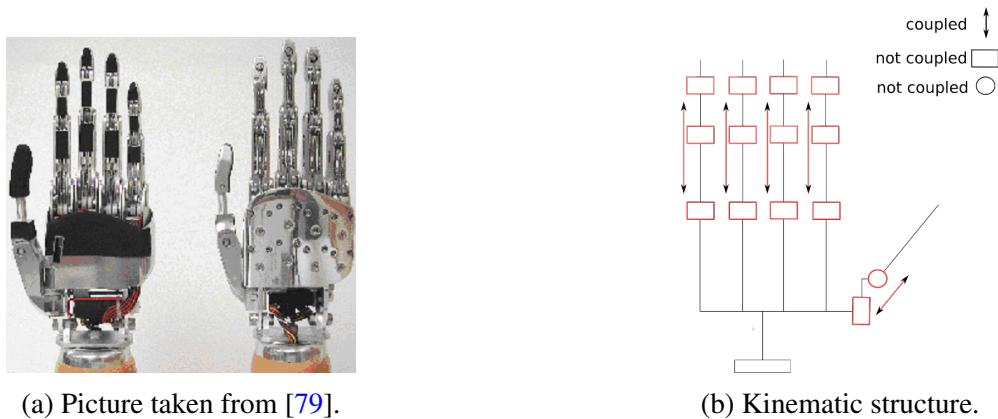 coupled
not coupled
not coupled
(a) Picture taken from [79].
(b) Kinematic structure.